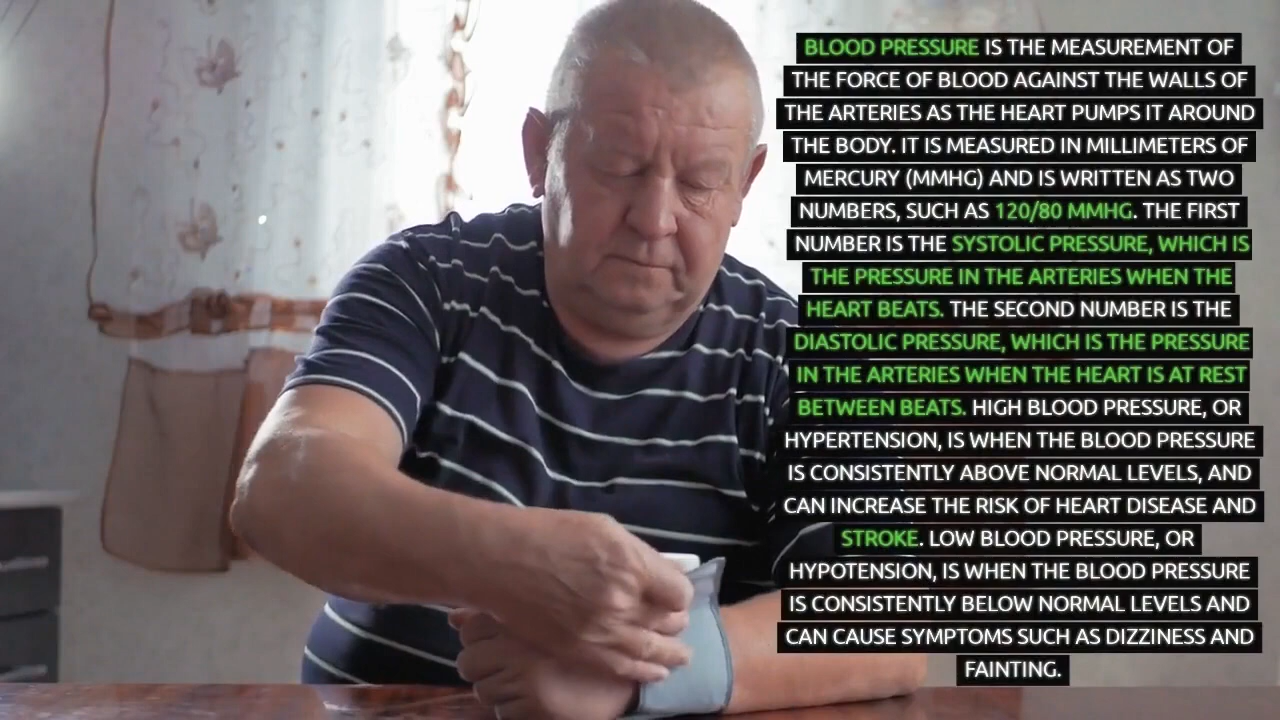 BLOOD PRESSURE IS THE MEASUREMENT OF
THE FORCE OF BLOOD AGAINST THE WALLS OF
THE ARTERIES AS THE HEART PUMPS IT AROUND
THE BODY. IT IS MEASURED IN MILLIMETERS OF
MERCURY (MMHG) AND IS WRITTEN AS TWO
NUMBERS, SUCH AS 120/80 MMHG. THE FIRST
NUMBER IS THE SYSTOLIC PRESSURE, WHICH IS
THE PRESSURE IN THE ARTERIES WHEN THE
HEART BEATS. THE SECOND NUMBER IS THE
DIASTOLIC PRESSURE, WHICH IS THE PRESSURE
IN THE ARTERIES WHEN THE HEART IS AT REST
BETWEEN BEATS. HIGH BLOOD PRESSURE, OR
HYPERTENSION, IS WHEN THE BLOOD PRESSURE
IS CONSISTENTLY ABOVE NORMAL LEVELS, AND
CAN INCREASE THE RISK OF HEART DISEASE AND
STROKE. LOW BLOOD PRESSURE, OR
HYPOTENSION, IS WHEN THE BLOOD PRESSURE
IS CONSISTENTLY BELOW NORMAL LEVELS AND
CAN CAUSE SYMPTOMS SUCH AS DIZZINESS AND
FAINTING.